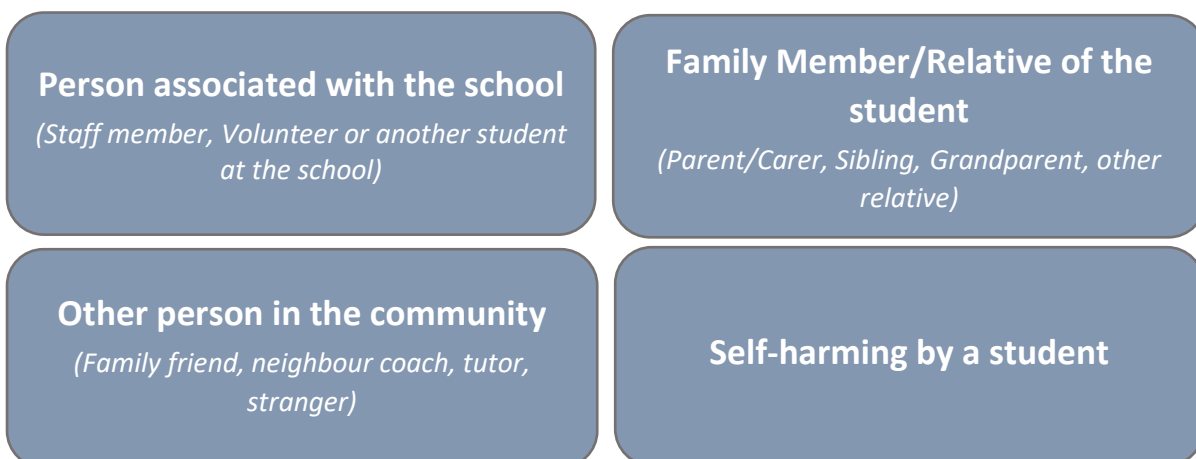 Person associated with the school
(Staff member, Volunteer or another student
at the school)
Family Member/Relative of the
student
(Parent/Carer, Sibling, Grandparent, other
relative)
Other person in the community
(Family friend, neighbour coach, tutor,
stranger)
Self-harming by a student